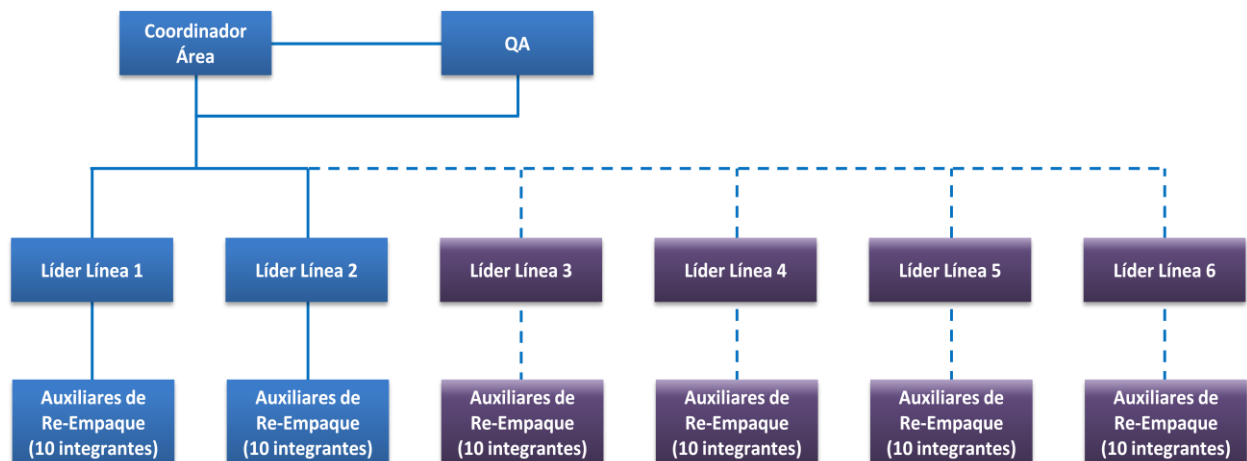 Coordinador
Área
QA
Líder Línea 1
Líder Línea 2
Líder Línea 3
Líder Línea 4
Líder Línea 5
Líder Línea 6
Auxiliares de
Re-Empaque
(10 integrantes)
Auxiliares de
Re-Empaque
(10 integrantes)
Auxiliares de
Re-Empaque
(10 integrantes)
Auxiliares de
Re-Empaque
(10 integrantes)
Auxiliares de
Re-Empaque
(10 integrantes)
Auxiliares de
Re-Empaque
(10 integrantes)